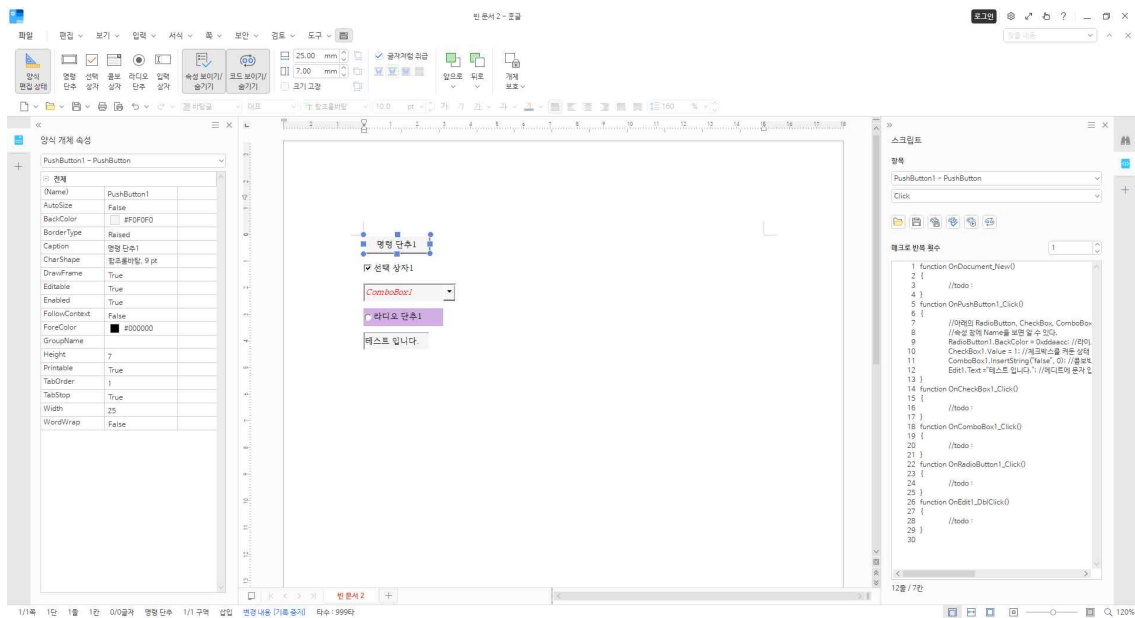 빈 문서 2 - 훈글
로그인
파일 편집 보기 입력 서식 쪽 보안 검토 도구
찾을 내용
양식 편집 상태
명령 단추
선택 상자
콤보 상자
라디오 단추
입력 상자
속성 보이기/숨기기
코드 보이기/숨기기
25.00 mm
7.00 mm
크기 고정
글자처럼 취급
앞으로
뒤로
개체 보호
바탕글
대표
함초롬바탕
10.0 pt
160 %
양식 개체 속성
PushButton1 - PushButton
전체
(Name) PushButton1
AutoSize False
BackColor #F0F0F0
BorderType Raised
Caption 명령 단추1
CharShape 함초롬바탕, 9 pt
DrawFrame True
Editable True
Enabled True
FollowContext False
ForeColor #000000
GroupName
Height 7
Printable True
TabOrder 1
TabStop True
Width 25
WordWrap False
명령 단추1
선택 상자1
ComboBox1
라디오 단추1
테스트 입니다.
빈 문서 2
스크립트
항목
PushButton1 - PushButton
Click
매크로 반복 횟수
1
1 function OnDocument_New()
2 {
3 //todo :
4 }
5 function OnPushButton1_Click()
6 {
7 //아래의 RadioButton, CheckBox, ComboBox
8 //속성 창에 Name을 보면 알 수 있다.
9 RadioButton1.BackColor = 0xddaacc; //라이
10 CheckBox1.Value = 1; //체크박스를 켜둔 상태
11 ComboBox1.InsertString("false", 0); //콤보박
12 Edit1.Text ="테스트 입니다."; //에디트에 문자 입
13 }
14 function OnCheckBox1_Click()
15 {
16 //todo :
17 }
18 function OnComboBox1_Click()
19 {
20 //todo :
21 }
22 function OnRadioButton1_Click()
23 {
24 //todo :
25 }
26 function OnEdit1_DblClick()
27 {
28 //todo :
29 }
30
12줄 / 7칸
1/1쪽 1단 1줄 1칸 0/0글자 명령 단추 1/1 구역 삽입 변경 내용 [기록 중지] 타수 : 999타
120%